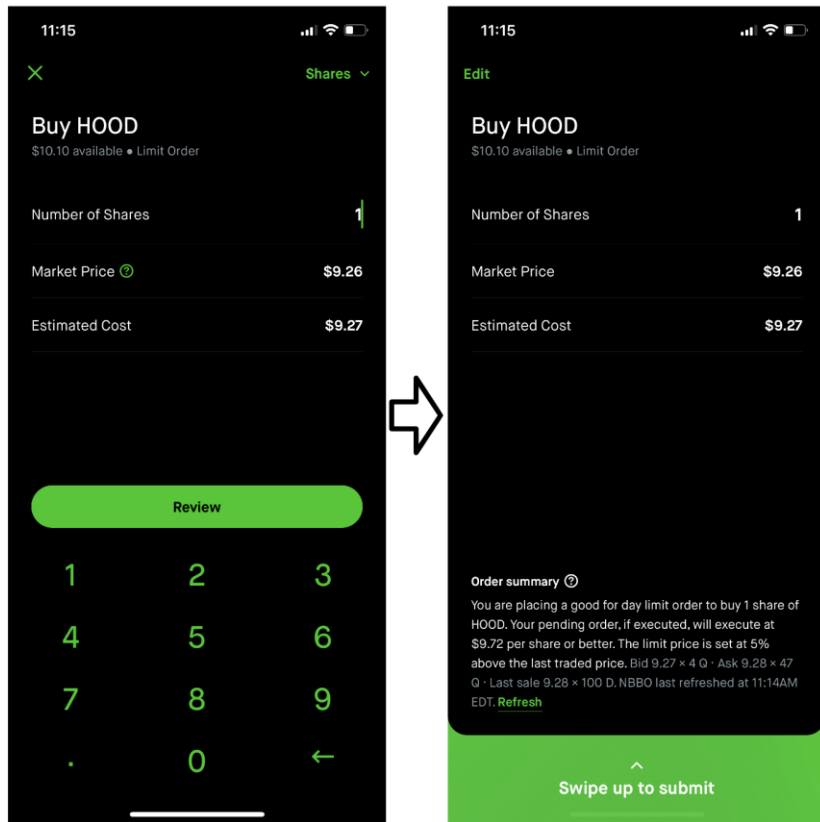 11:15
Shares
Buy HOOD
$10.10 available • Limit Order
Number of Shares 1
Market Price ? $9.26
Estimated Cost $9.27
Review
1 2 3
4 5 6
7 8 9
. 0 ←
11:15
Edit
Buy HOOD
$10.10 available • Limit Order
Number of Shares 1
Market Price $9.26
Estimated Cost $9.27
Order summary ?
You are placing a good for day limit order to buy 1 share of
HOOD. Your pending order, if executed, will execute at
$9.72 per share or better. The limit price is set at 5%
above the last traded price. Bid 9.27 × 4 Q · Ask 9.28 × 47
Q · Last sale 9.28 × 100 D. NBBO last refreshed at 11:14AM
EDT. Refresh
Swipe up to submit